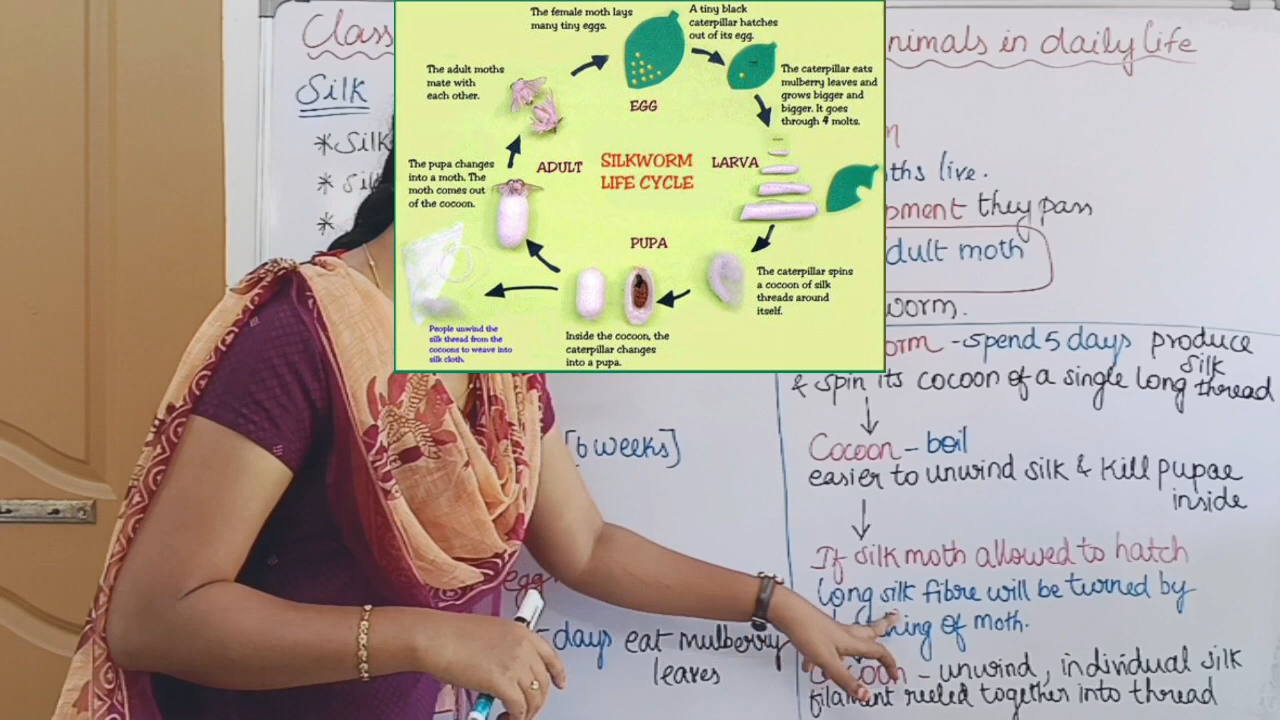 Class
nimals in daily life
Silk
*Silk
* Sil
*
ths live.
pment they pass
dult moth
worm.
orm - spend 5 days produce
silk
& spin its cocoon of a single long thread
Cocoon - boil
easier to unwind silk & kill pupae
inside
If silk moth allowed to hatch
long silk fibre will be turned by
of moth.
- unwind, individual silk
filament reeled together into thread
[6 weeks]
egg
days eat mulberry
leaves
The female moth lays
many tiny eggs.
A tiny black
caterpillar hatches
out of its egg.
The caterpillar eats
mulberry leaves and
grows bigger and
bigger. It goes
through 4 molts.
EGG
The adult moths
mate with
each other.
ADULT
SILKWORM
LIFE CYCLE
LARVA
The pupa changes
into a moth. The
moth comes out
of the cocoon.
PUPA
The caterpillar spins
a cocoon of silk
threads around
itself.
Inside the cocoon, the
caterpillar changes
into a pupa.
People unwind the
silk thread from the
cocoons to weave into
silk cloth.